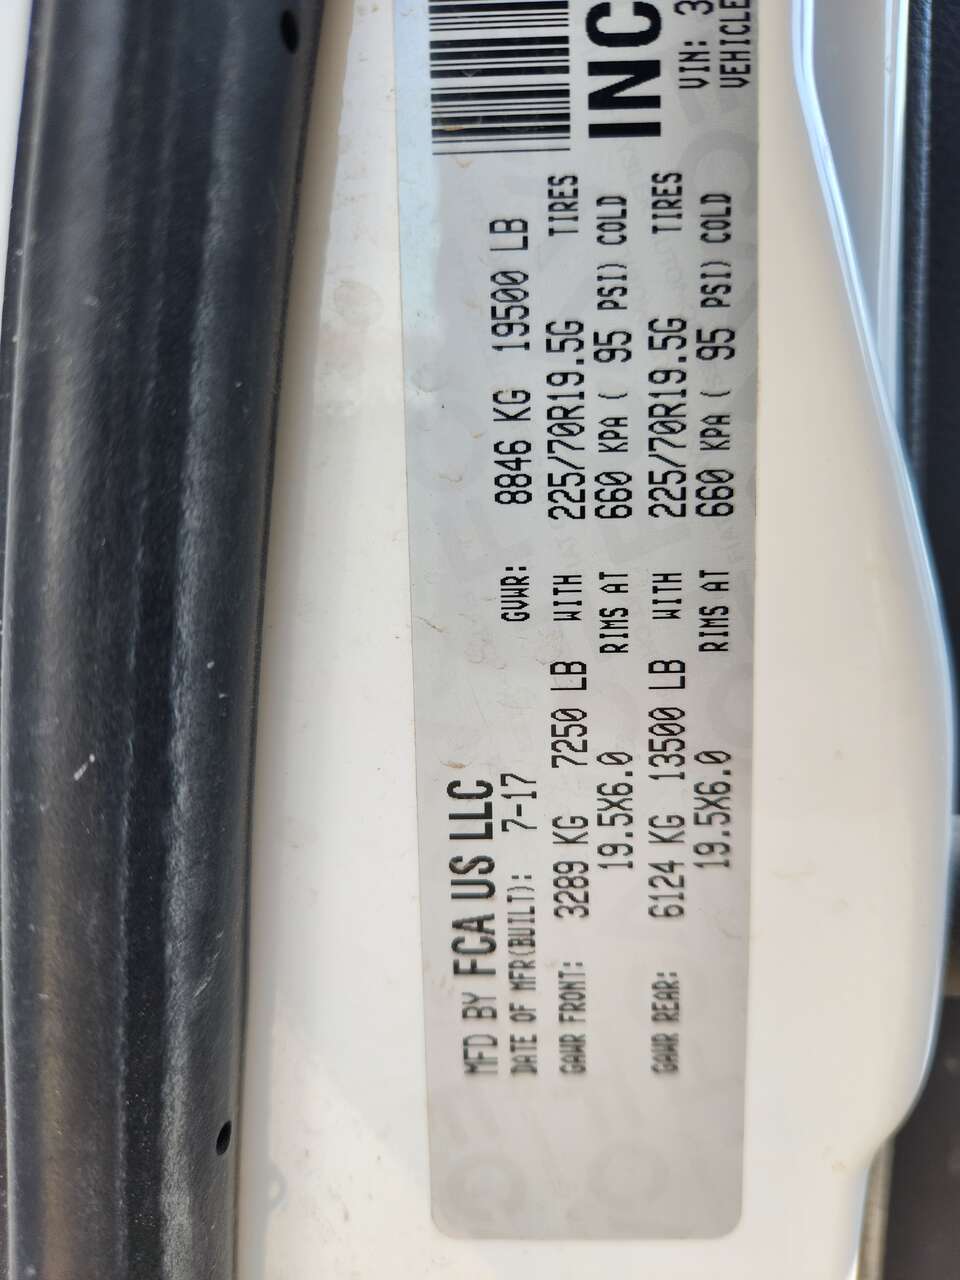 MFD BY FCA US LLC
DATE OF MFR(BUILT): 7-17 GVWR: 8846 KG 19500 LB
GAWR FRONT: 3289 KG 7250 LB WITH 225/70R19.5G TIRES
19.5X6.0 RIMS AT 660 KPA ( 95 PSI) COLD
GAWR REAR: 6124 KG 13500 LB WITH 225/70R19.5G TIRES
19.5X6.0 RIMS AT 660 KPA ( 95 PSI) COLD
INC
VIN: 3
VEHICLE